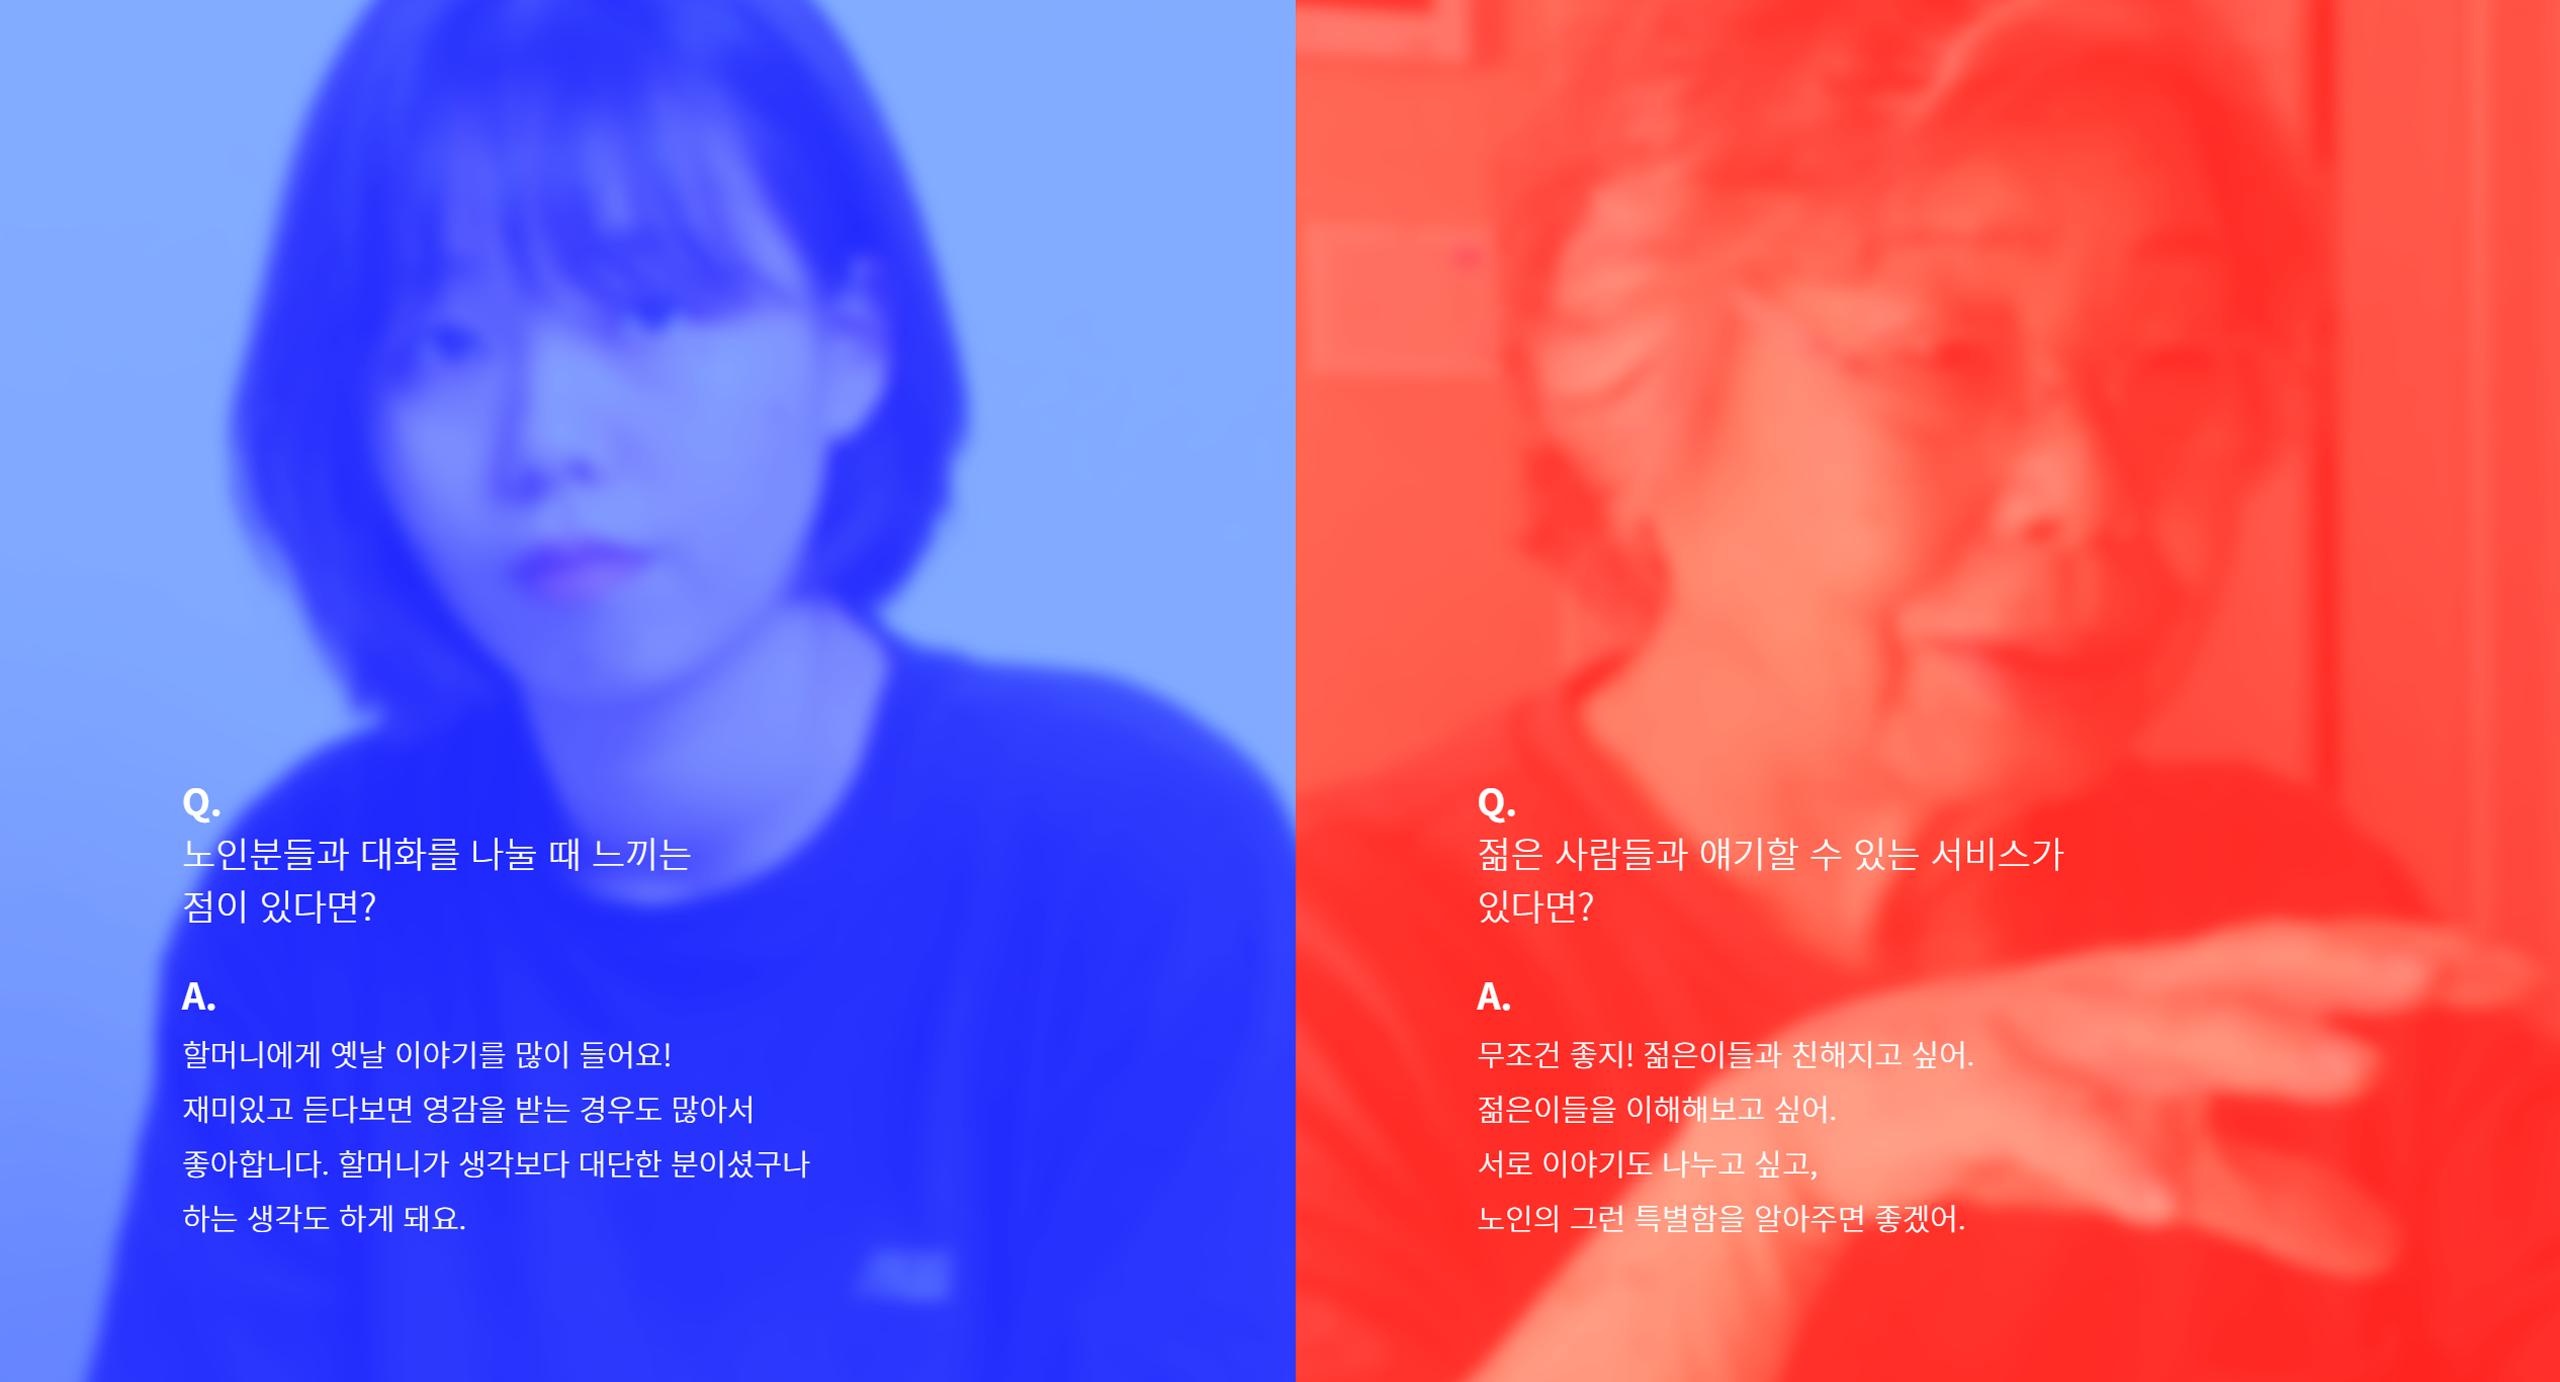 Q.
노인분들과 대화를 나눌 때 느끼는
점이 있다면?
A.
할머니에게 옛날 이야기를 많이 들어요!
재미있고 듣다보면 영감을 받는 경우도 많아서
좋아합니다. 할머니가 생각보다 대단한 분이셨구나
하는 생각도 하게 돼요.
Q.
젊은 사람들과 얘기할 수 있는 서비스가
있다면?
A.
무조건 좋지! 젊은이들과 친해지고 싶어.
젊은이들을 이해해보고 싶어.
서로 이야기도 나누고 싶고,
노인의 그런 특별함을 알아주면 좋겠어.